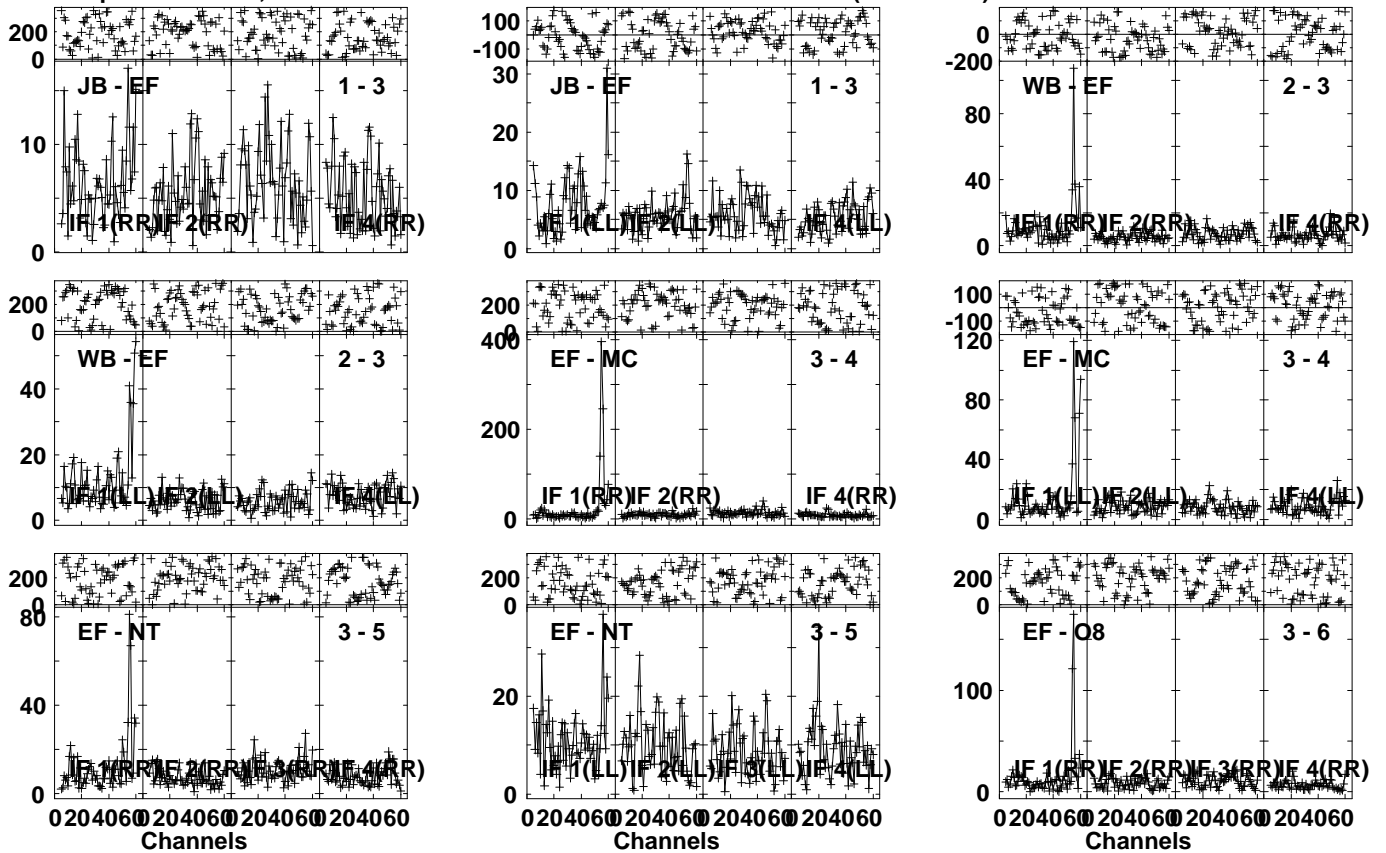 200
0
JB - EF
1 - 3
10
0
IF 1(RR)
IF 2(RR)
IF 4(RR)
100
-100
JB - EF
1 - 3
30
20
10
0
IF 1(LL)
IF 2(LL)
IF 4(LL)
0
-200
WB - EF
2 - 3
80
40
0
IF 1(RR)
IF 2(RR)
IF 4(RR)
200
0
WB - EF
2 - 3
40
20
0
IF 1(LL)
IF 2(LL)
IF 4(LL)
200
0
EF - MC
3 - 4
400
200
0
IF 1(RR)
IF 2(RR)
IF 4(RR)
100
-100
EF - MC
3 - 4
120
80
40
0
IF 1(LL)
IF 2(LL)
IF 4(LL)
200
0
EF - NT
3 - 5
80
40
0
IF 1(RR)
IF 2(RR)
IF 3(RR)
IF 4(RR)
0 20 40 60 0 20 40 60 0 20 40 60 0 20 40 60
Channels
200
0
EF - NT
3 - 5
20
0
IF 1(LL)
IF 2(LL)
IF 3(LL)
IF 4(LL)
0 20 40 60 0 20 40 60 0 20 40 60 0 20 40 60
Channels
200
0
EF - O8
3 - 6
100
0
IF 1(RR)
IF 2(RR)
IF 3(RR)
IF 4(RR)
0 20 40 60 0 20 40 60 0 20 40 60 0 20 40 60
Channels